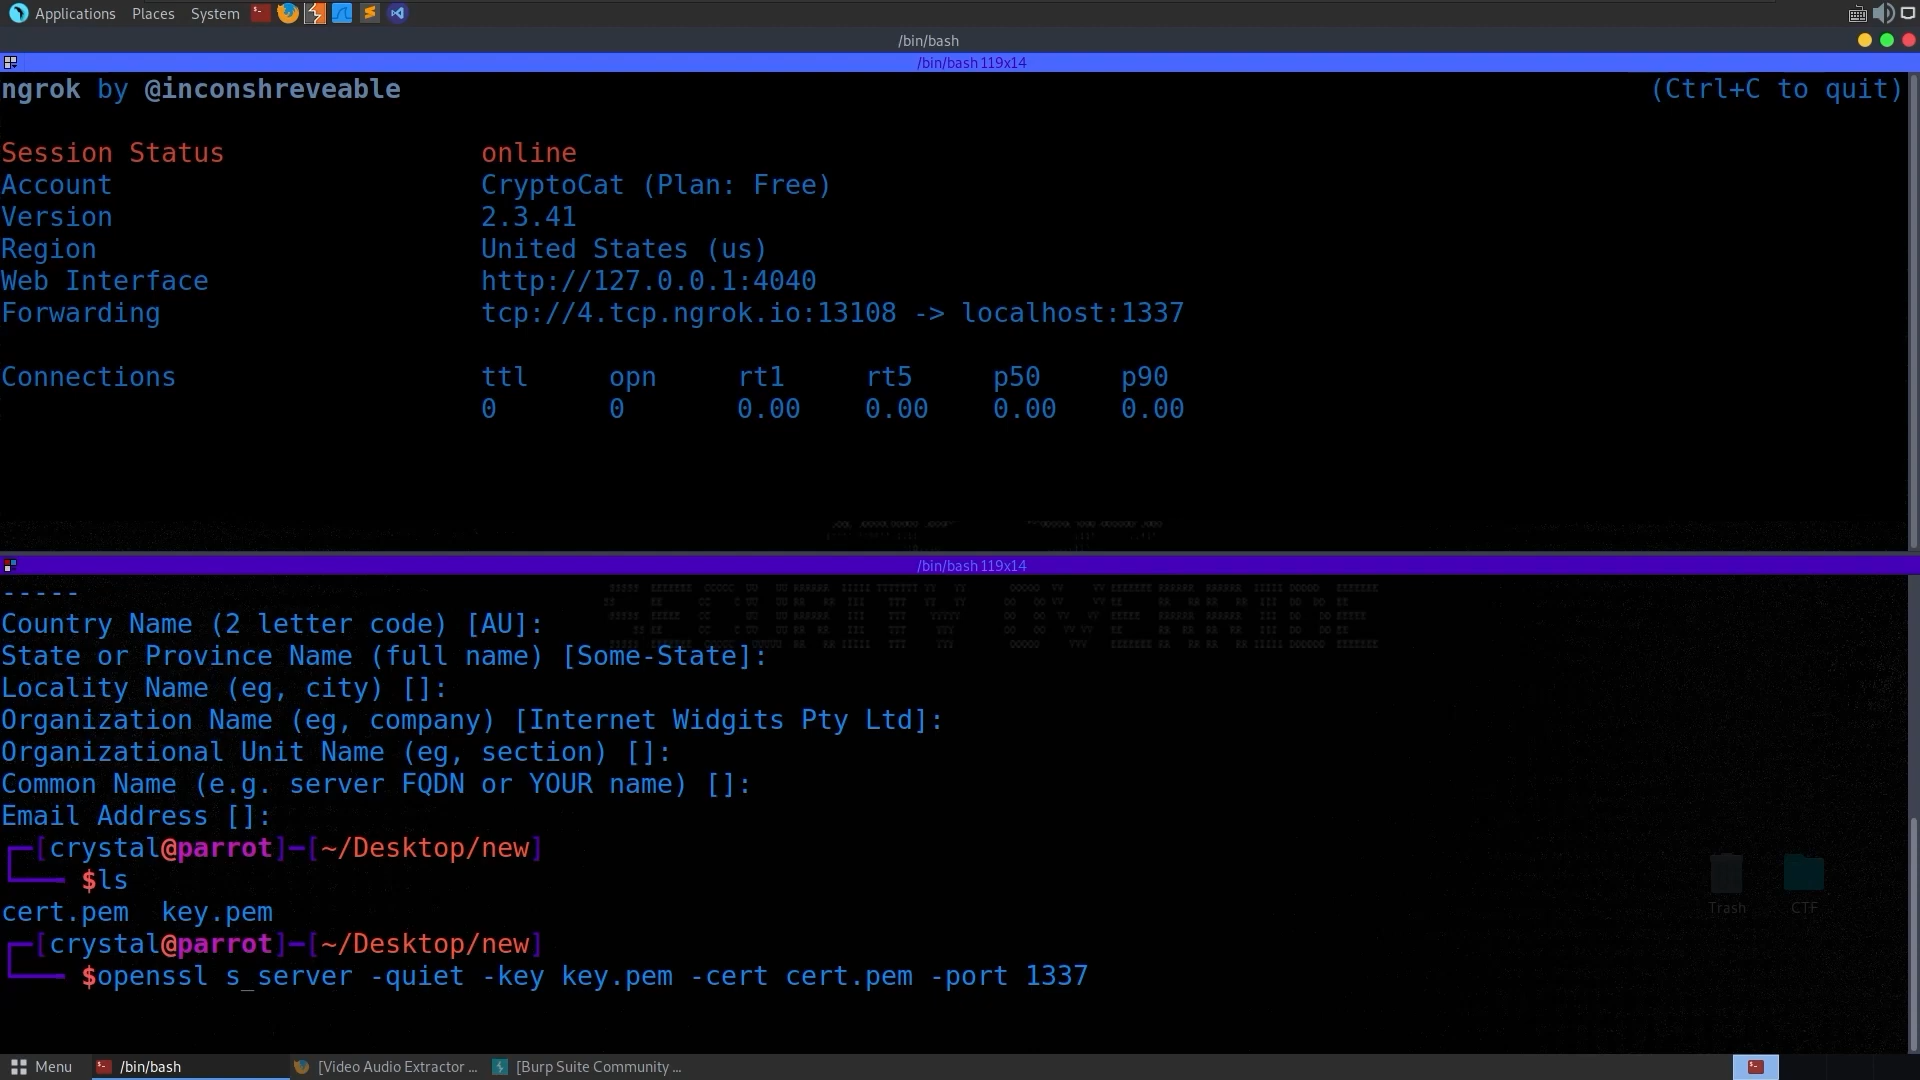 Applications Places System
/bin/bash
/bin/bash 119x14
ngrok by @inconshreveable (Ctrl+C to quit)
Session Status online
Account CryptoCat (Plan: Free)
Version 2.3.41
Region United States (us)
Web Interface http://127.0.0.1:4040
Forwarding tcp://4.tcp.ngrok.io:13108 -> localhost:1337
Connections ttl opn rt1 rt5 p50 p90
0 0 0.00 0.00 0.00 0.00
/bin/bash 119x14
-----
Country Name (2 letter code) [AU]:
State or Province Name (full name) [Some-State]:
Locality Name (eg, city) []:
Organization Name (eg, company) [Internet Widgits Pty Ltd]:
Organizational Unit Name (eg, section) []:
Common Name (e.g. server FQDN or YOUR name) []:
Email Address []:
┌─[crystal@parrot]─[~/Desktop/new]
└──╼ $ls
cert.pem key.pem
┌─[crystal@parrot]─[~/Desktop/new]
└──╼ $openssl s_server -quiet -key key.pem -cert cert.pem -port 1337
Trash CTF
Menu /bin/bash [Video Audio Extractor ... [Burp Suite Community ...